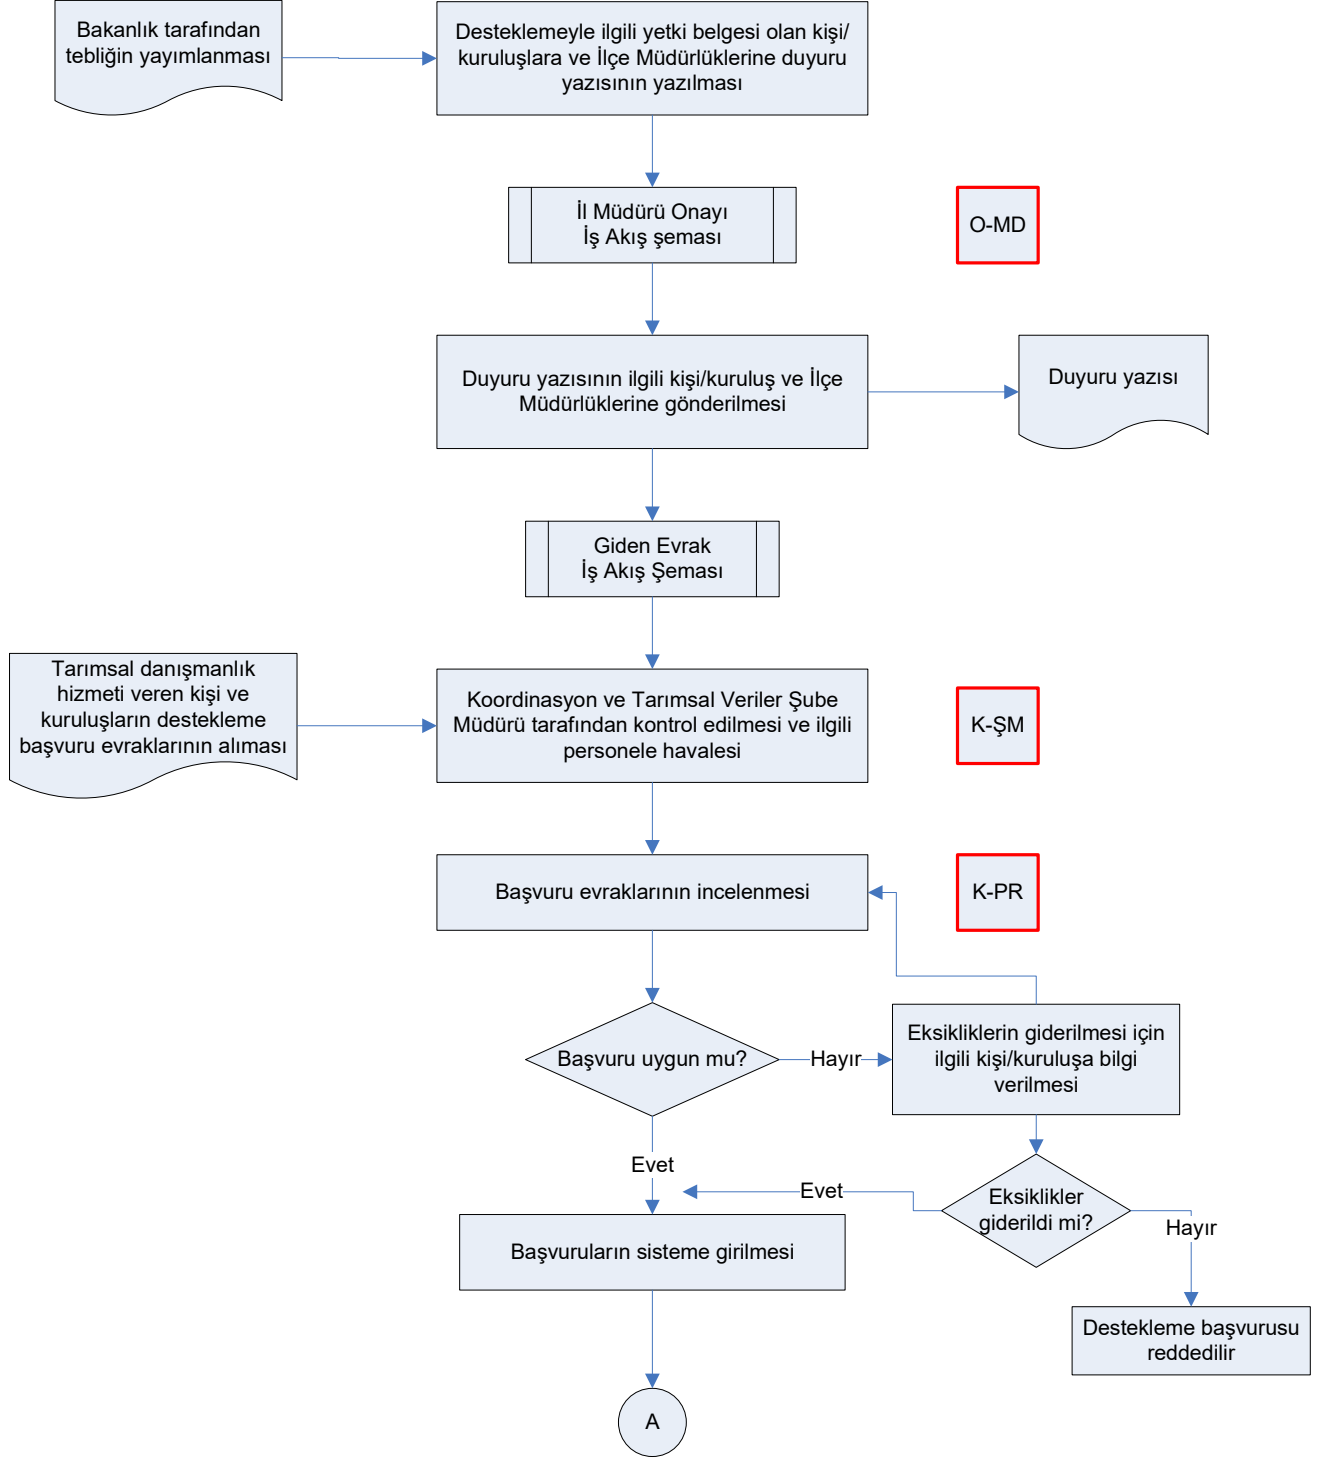 Bakanlık tarafından
tebliğin yayımlanması
Desteklemeyle ilgili yetki belgesi olan kişi/
kuruluşlara ve İlçe Müdürlüklerine duyuru
yazısının yazılması
İl Müdürü Onayı
İş Akış şeması
O-MD
Duyuru yazısının ilgili kişi/kuruluş ve İlçe
Müdürlüklerine gönderilmesi
Duyuru yazısı
Giden Evrak
İş Akış Şeması
Tarımsal danışmanlık
hizmeti veren kişi ve
kuruluşların destekleme
başvuru evraklarının alıması
Koordinasyon ve Tarımsal Veriler Şube
Müdürü tarafından kontrol edilmesi ve ilgili
personele havalesi
K-ŞM
Başvuru evraklarının incelenmesi
K-PR
Başvuru uygun mu?
Hayır
Eksikliklerin giderilmesi için
ilgili kişi/kuruluşa bilgi
verilmesi
Evet
Evet
Eksiklikler
giderildi mi?
Hayır
Başvuruların sisteme girilmesi
Destekleme başvurusu
reddedilir
A